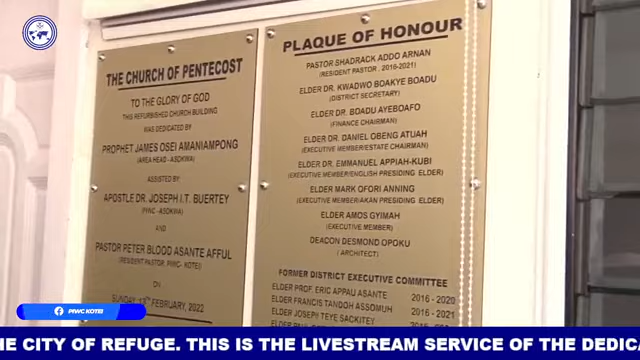 THE CHURCH OF PENTECOST
TO THE GLORY OF GOD
THIS REFURBISHED CHURCH BUILDING
WAS DEDICATED BY
PROPHET JAMES OSEI AMANIAMPONG
(AREA HEAD - ASOKWA)
ASSISTED BY
APOSTLE DR. JOSEPH I.T. BUERTEY
(PIWC - ASOKWA)
AND
PASTOR PETER BLOOD ASANTE AFFUL
(RESIDENT PASTOR, PIWC- KOTEI)
ON
SUNDAY, 13TH FEBRUARY, 2022
PLAQUE OF HONOUR
PASTOR SHADRACK ADDO ARNAN
(RESIDENT PASTOR, 2016-2021)
ELDER DR. KWADWO BOAKYE BOADU
(DISTRICT SECRETARY)
ELDER DR. BOADU AYEBOAFO
(FINANCE CHAIRMAN)
ELDER DR. DANIEL OBENG ATUAH
(EXECUTIVE MEMBER/ESTATE CHAIRMAN)
ELDER DR. EMMANUEL APPIAH-KUBI
(EXECUTIVE MEMBER/ENGLISH PRESIDING ELDER)
ELDER MARK OFORI ANNING
(EXECUTIVE MEMBER/AKAN PRESIDING ELDER)
ELDER AMOS GYIMAH
(EXECUTIVE MEMBER)
DEACON DESMOND OPOKU
(ARCHITECT)
FORMER DISTRICT EXECUTIVE COMMITTEE
ELDER PROF. ERIC APPAU ASANTE 2016 - 2020
ELDER FRANCIS TANDOH ASSOMUH 2016 - 2021
ELDER JOSEPH TEYE SACKITEY
PIWC KOTEI
HE CITY OF REFUGE. THIS IS THE LIVESTREAM SERVICE OF THE DEDICA